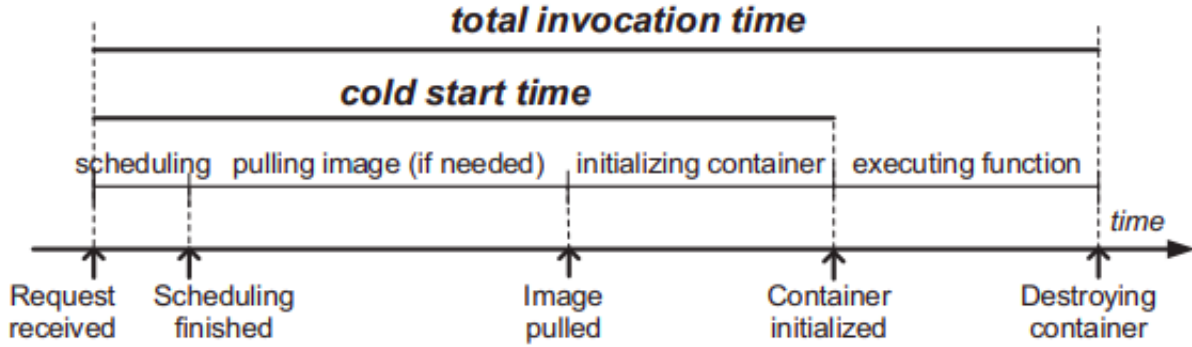 total invocation time
cold start time
scheduling pulling image (if needed) initializing container executing function
time
Request received
Scheduling finished
Image pulled
Container initialized
Destroying container